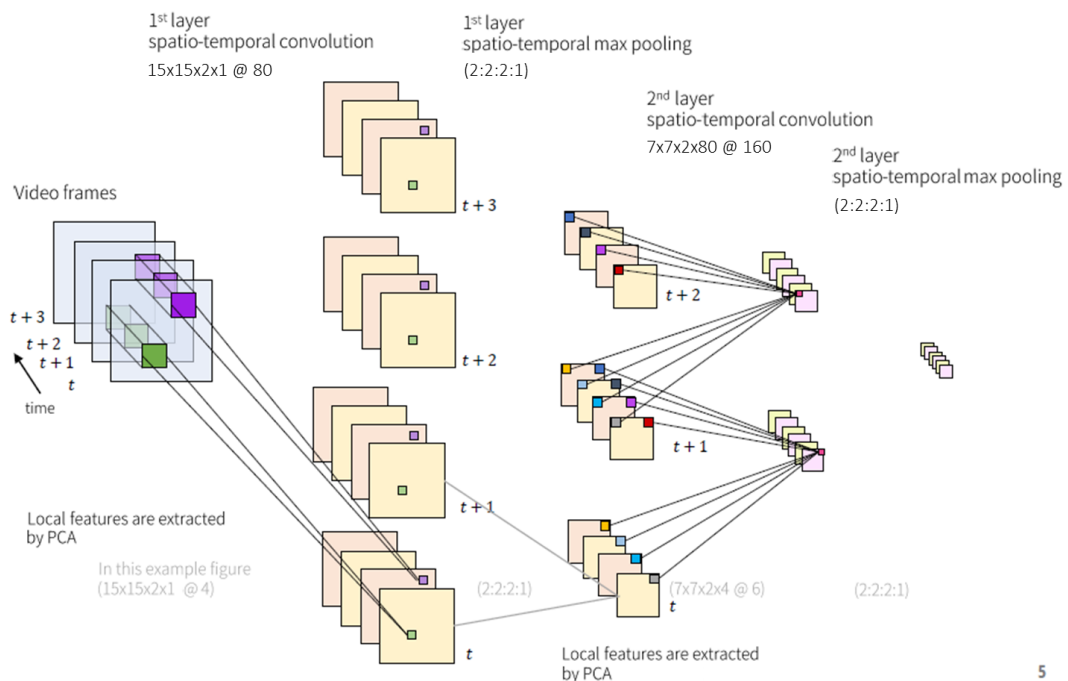 1st layer
spatio-temporal convolution
15x15x2x1 @ 80
1st layer
spatio-temporal max pooling
(2:2:2:1)
2nd layer
spatio-temporal convolution
7x7x2x80 @ 160
2nd layer
spatio-temporal max pooling
(2:2:2:1)
Video frames
t + 3
t + 2
t + 1
t
time
t + 3
t + 2
t + 1
t
t + 2
t + 1
t
Local features are extracted
by PCA
In this example figure
(15x15x2x1 @ 4)
(2:2:2:1)
(7x7x2x4 @ 6)
(2:2:2:1)
Local features are extracted
by PCA
5